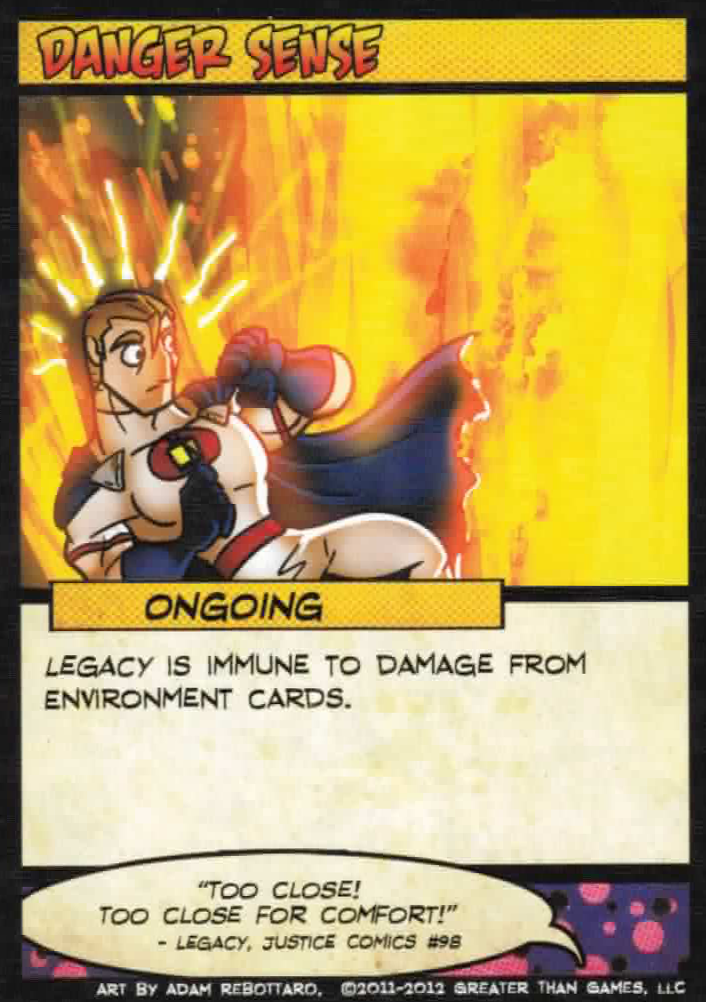 DANGER SENSE
ONGOING
LEGACY IS IMMUNE TO DAMAGE FROM
ENVIRONMENT CARDS.
"TOO CLOSE!
TOO CLOSE FOR COMFORT!"
- LEGACY, JUSTICE COMICS #98
ART BY ADAM REBOTTARO. ©2011-2012 GREATER THAN GAMES, LLC